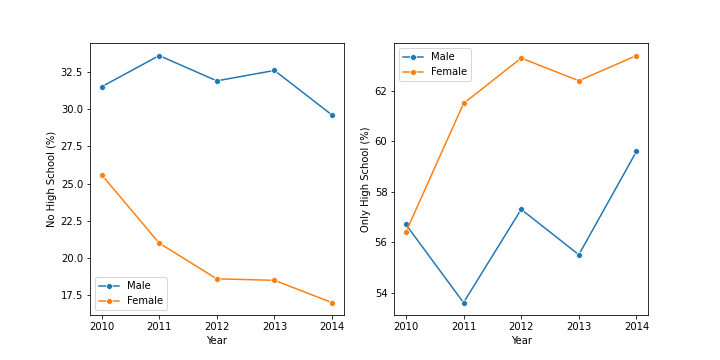 No High School (%)
32.5
30.0
27.5
25.0
22.5
20.0
17.5
Male
Female
2010 2011 2012 2013 2014
Year
Only High School (%)
62
60
58
56
54
Male
Female
2010 2011 2012 2013 2014
Year